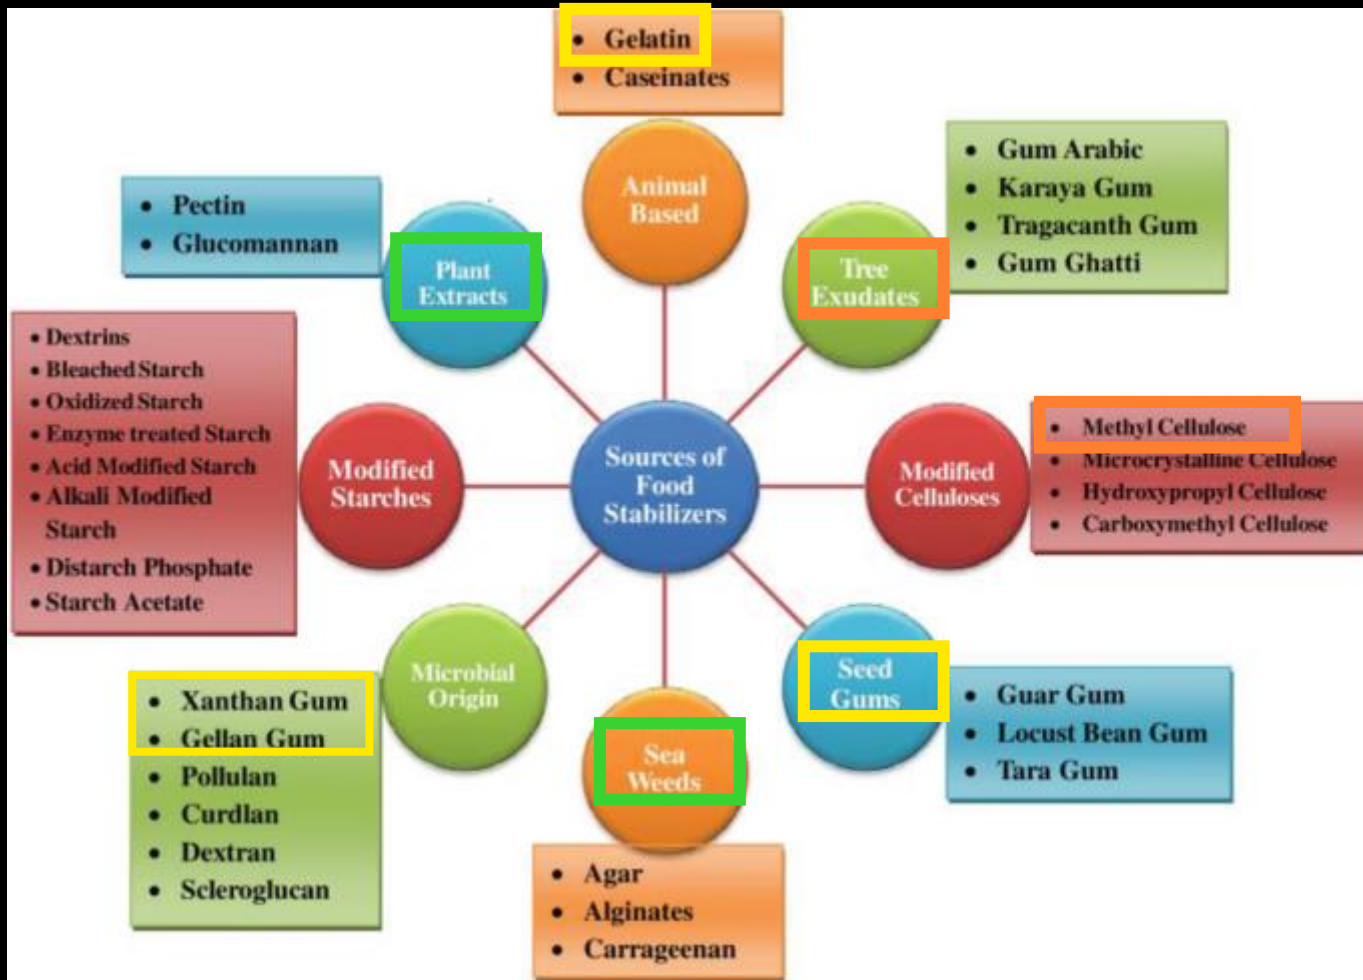 • Gelatin
• Caseinates
Animal
Based
• Gum Arabic
• Karaya Gum
• Tragacanth Gum
• Gum Ghatti
Tree
Exudates
• Pectin
• Glucomannan
Plant
Extracts
• Dextrins
• Bleached Starch
• Oxidized Starch
• Enzyme treated Starch
• Acid Modified Starch
• Alkali Modified
Starch
• Distarch Phosphate
• Starch Acetate
Modified
Starches
Sources of
Food
Stabilizers
Modified
Celluloses
• Methyl Cellulose
• Microcrystalline Cellulose
• Hydroxypropyl Cellulose
• Carboxymethyl Cellulose
Microbial
Origin
• Xanthan Gum
• Gellan Gum
• Pollulan
• Curdlan
• Dextran
• Scleroglucan
Sea
Weeds
• Agar
• Alginates
• Carrageenan
Seed
Gums
• Guar Gum
• Locust Bean Gum
• Tara Gum